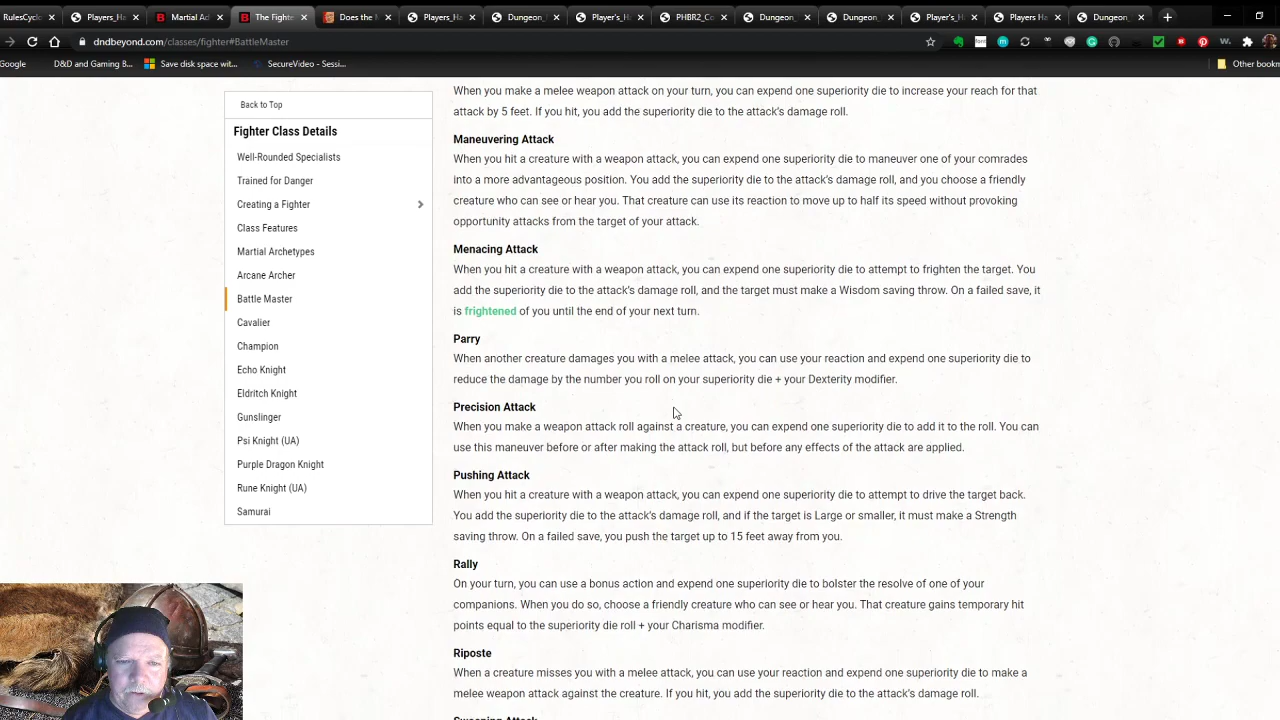 RulesCycl
Players_Ha
Martial Ad
The Fighte
Does the M
Players_Ha
Dungeon_
Player's_Ha
PHBR2_Co
Dungeon_
Dungeon_
Player's_Ha
Players Ha
Dungeon_
dndbeyond.com/classes/fighter#BattleMaster
Google
D&D and Gaming B...
Save disk space wit...
SecureVideo - Sessi...
Other bookm
Back to Top
Fighter Class Details
Well-Rounded Specialists
Trained for Danger
Creating a Fighter
Class Features
Martial Archetypes
Arcane Archer
Battle Master
Cavalier
Champion
Echo Knight
Eldritch Knight
Gunslinger
Psi Knight (UA)
Purple Dragon Knight
Rune Knight (UA)
Samurai
When you make a melee weapon attack on your turn, you can expend one superiority die to increase your reach for that
attack by 5 feet. If you hit, you add the superiority die to the attack's damage roll.
Maneuvering Attack
When you hit a creature with a weapon attack, you can expend one superiority die to maneuver one of your comrades
into a more advantageous position. You add the superiority die to the attack's damage roll, and you choose a friendly
creature who can see or hear you. That creature can use its reaction to move up to half its speed without provoking
opportunity attacks from the target of your attack.
Menacing Attack
When you hit a creature with a weapon attack, you can expend one superiority die to attempt to frighten the target. You
add the superiority die to the attack's damage roll, and the target must make a Wisdom saving throw. On a failed save, it
is frightened of you until the end of your next turn.
Parry
When another creature damages you with a melee attack, you can use your reaction and expend one superiority die to
reduce the damage by the number you roll on your superiority die + your Dexterity modifier.
Precision Attack
When you make a weapon attack roll against a creature, you can expend one superiority die to add it to the roll. You can
use this maneuver before or after making the attack roll, but before any effects of the attack are applied.
Pushing Attack
When you hit a creature with a weapon attack, you can expend one superiority die to attempt to drive the target back.
You add the superiority die to the attack's damage roll, and if the target is Large or smaller, it must make a Strength
saving throw. On a failed save, you push the target up to 15 feet away from you.
Rally
On your turn, you can use a bonus action and expend one superiority die to bolster the resolve of one of your
companions. When you do so, choose a friendly creature who can see or hear you. That creature gains temporary hit
points equal to the superiority die roll + your Charisma modifier.
Riposte
When a creature misses you with a melee attack, you can use your reaction and expend one superiority die to make a
melee weapon attack against the creature. If you hit, you add the superiority die to the attack's damage roll.
Sweeping Attack